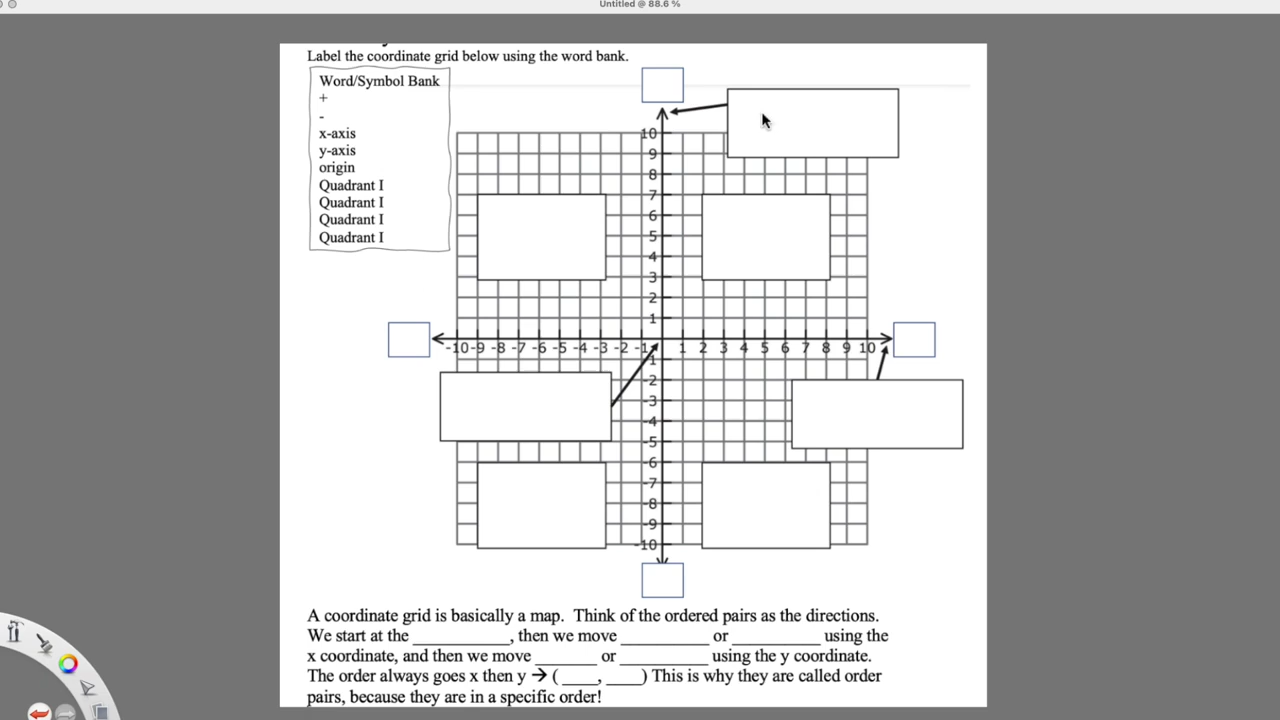 Untitled @ 88.6 %
Label the coordinate grid below using the word bank.
Word/Symbol Bank
+
-
x-axis
y-axis
origin
Quadrant I
Quadrant I
Quadrant I
Quadrant I
10
9
8
7
6
5
4
3
2
1
-10 -9 -8 -7 -6 -5 -4 -3 -2 -1 1 2 3 4 5 6 7 8 9 10
-1
-2
-3
-4
-5
-6
-7
-8
-9
-10
A coordinate grid is basically a map. Think of the ordered pairs as the directions.
We start at the __________, then we move _________ or _________ using the
x coordinate, and then we move ______ or _________ using the y coordinate.
The order always goes x then y → (____, ____) This is why they are called order
pairs, because they are in a specific order!